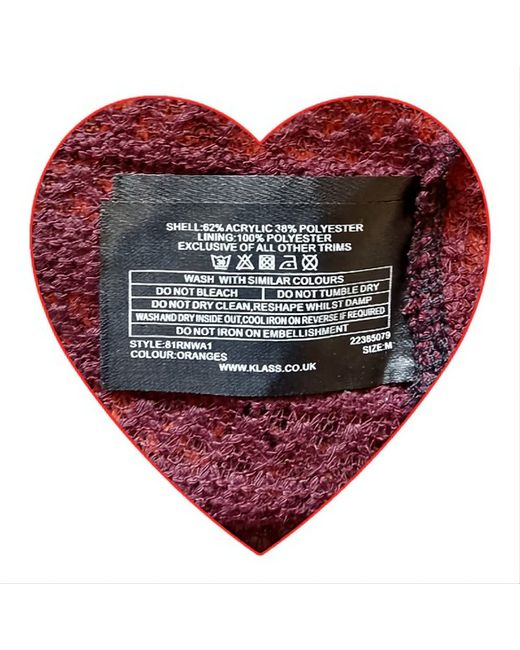 SHELL:62% ACRYLIC 38% POLYESTER
LINING:100% POLYESTER
EXCLUSIVE OF ALL OTHER TRIMS
WASH WITH SIMILAR COLOURS
DO NOT BLEACH DO NOT TUMBLE DRY
DO NOT DRY CLEAN,RESHAPE WHILST DAMP
WASH AND DRY INSIDE OUT,COOL IRON ON REVERSE IF REQUIRED
DO NOT IRON ON EMBELLISHMENT
STYLE:81RNWA1 22385079
COLOUR:ORANGES SIZE:M
WWW.KLASS.CO.UK